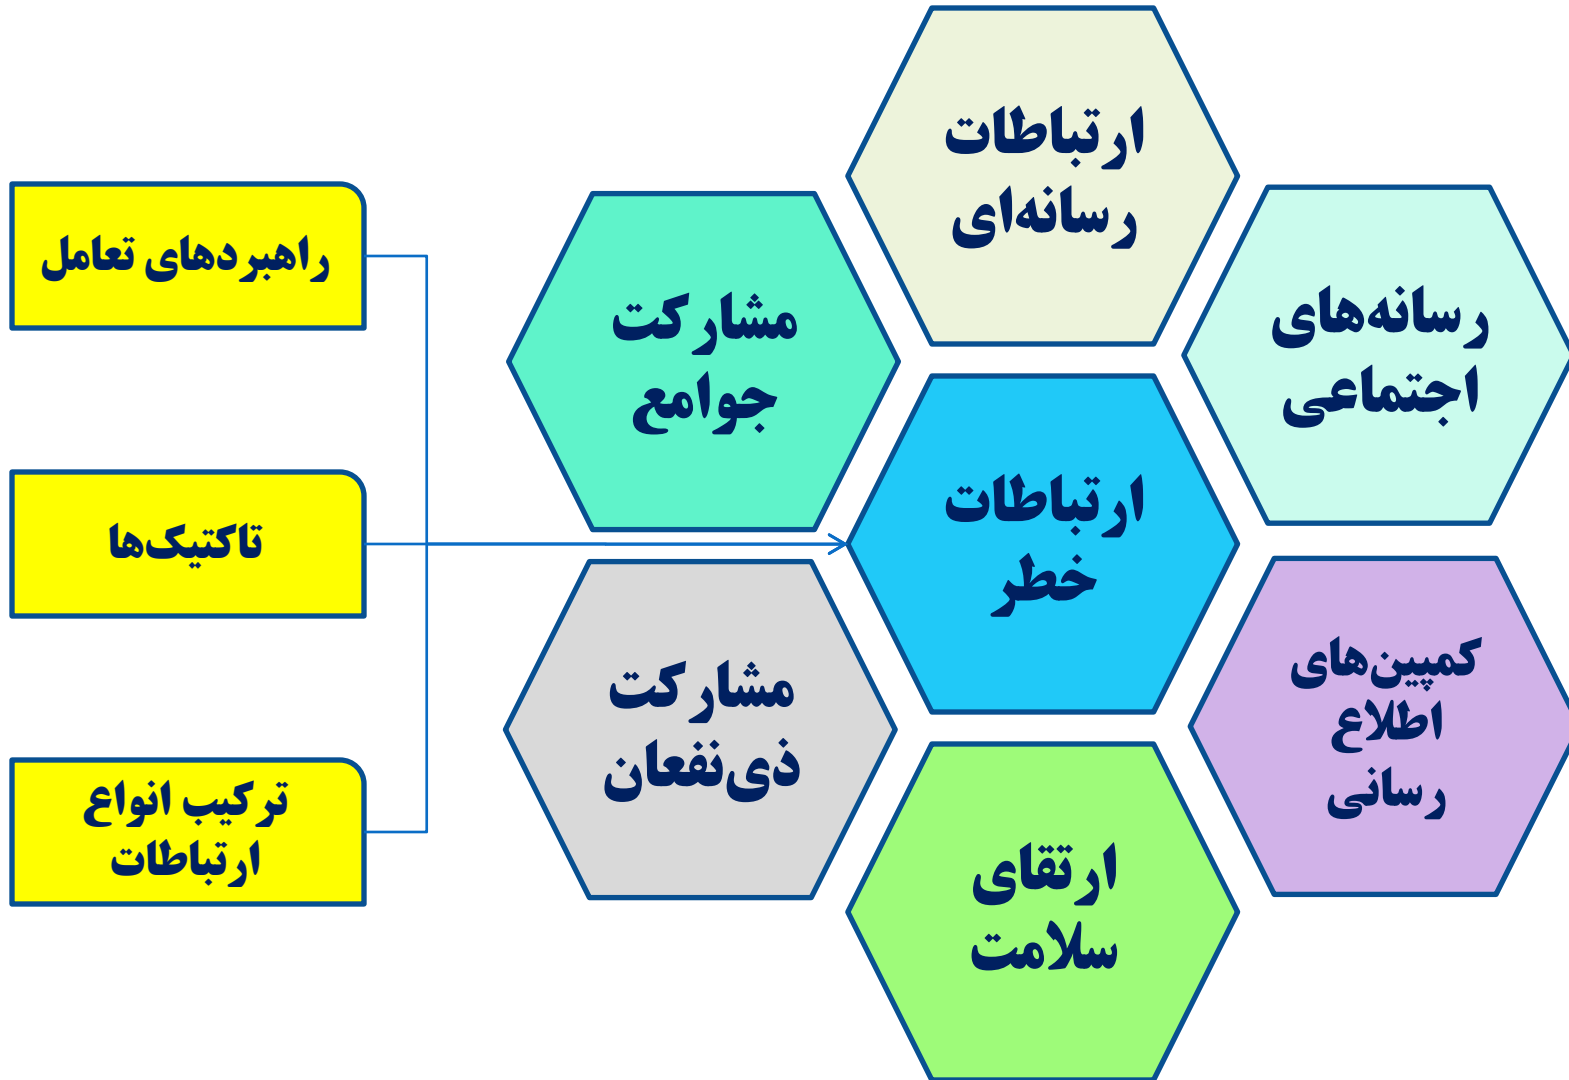 ارتباطات
رسانه‌ای
رسانه‌های
اجتماعی
مشارکت
جوامع
ارتباطات
خطر
کمپین‌های
اطلاع
رسانی
مشارکت
ذی‌نفعان
ارتقای
سلامت
راهبردهای تعامل
تاکتیک‌ها
ترکیب انواع
ارتباطات